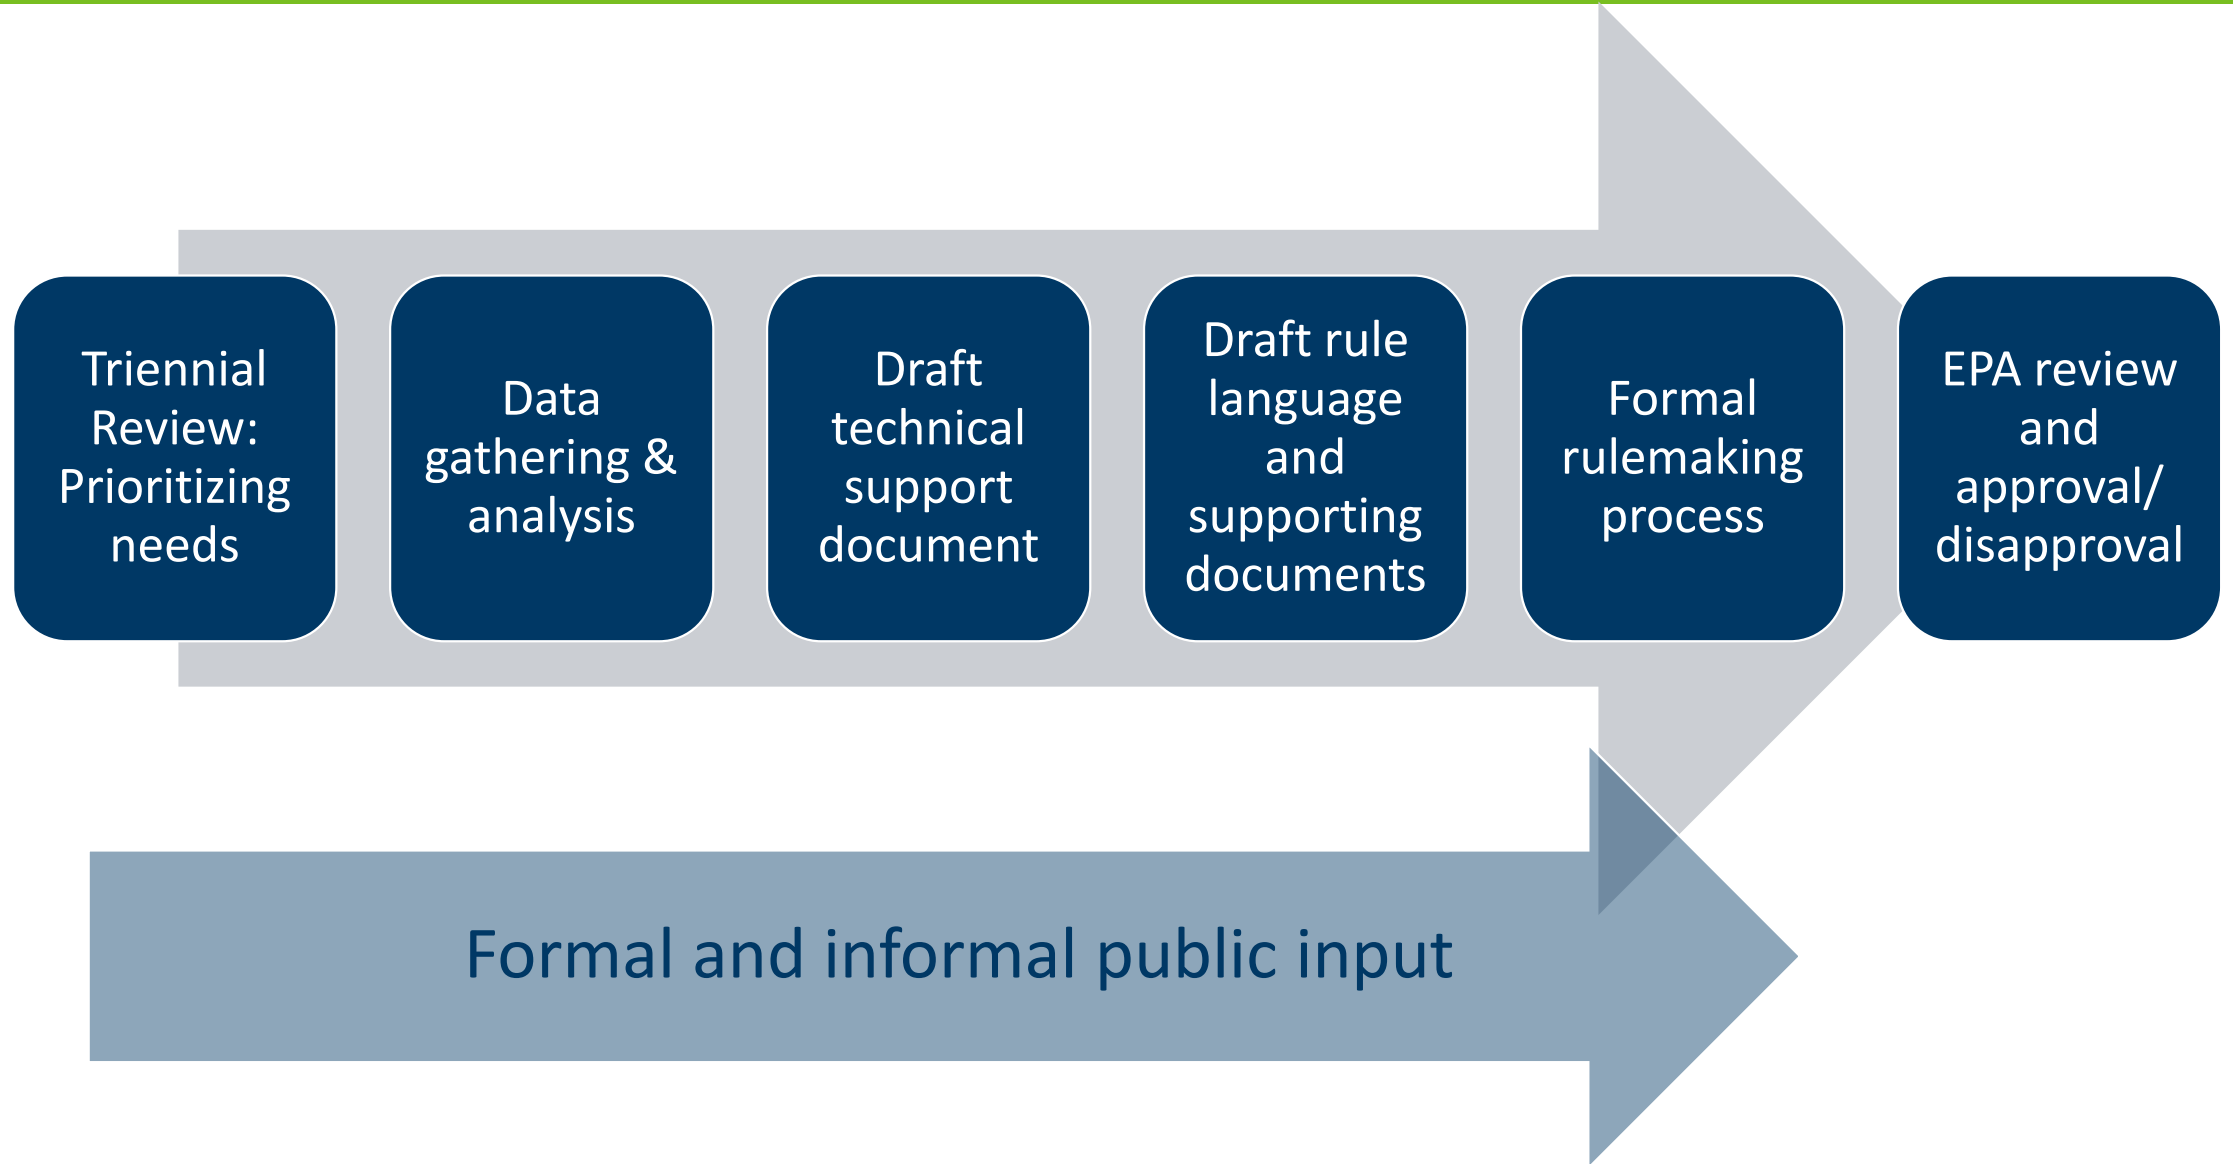 Triennial
Review:
Prioritizing
needs
Data
gathering &
analysis
Draft
technical
support
document
Draft rule
language
and
supporting
documents
Formal
rulemaking
process
EPA review
and
approval/
disapproval
Formal and informal public input